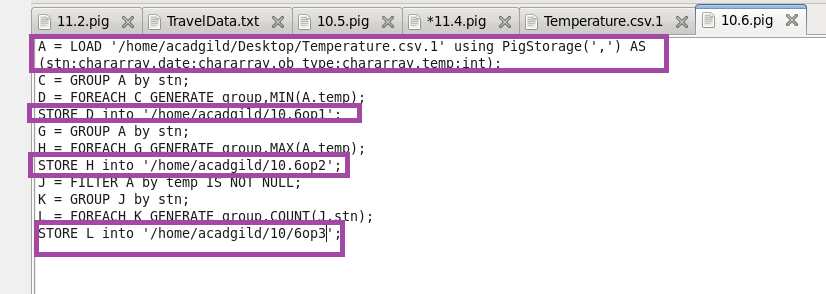 11.2.pig TravelData.txt 10.5.pig *11.4.pig Temperature.csv.1 10.6.pig
A = LOAD '/home/acadgild/Desktop/Temperature.csv.1' using PigStorage(',') AS
(stn:chararray,date:chararray,ob_type:chararray,temp:int);
C = GROUP A by stn;
D = FOREACH C GENERATE group,MIN(A.temp);
STORE D into '/home/acadgild/10.6op1';
G = GROUP A by stn;
H = FOREACH G GENERATE group,MAX(A.temp);
STORE H into '/home/acadgild/10.6op2';
J = FILTER A by temp IS NOT NULL;
K = GROUP J by stn;
L = FOREACH K GENERATE group,COUNT(J.stn);
STORE L into '/home/acadgild/10/6op3';